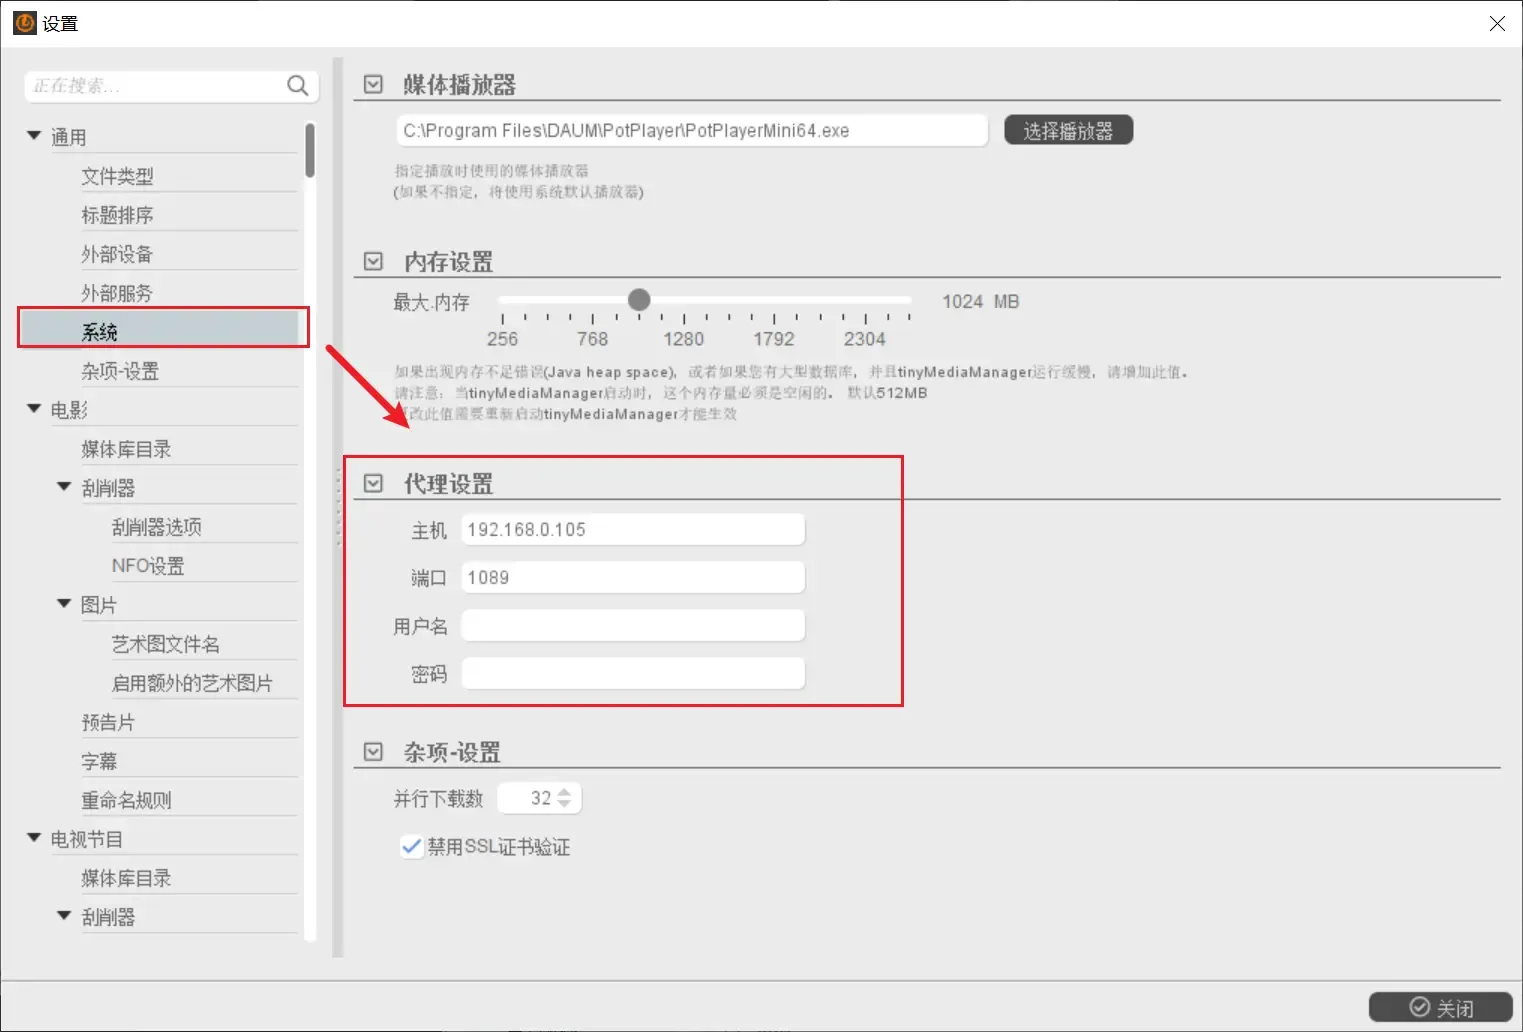 设置
正在搜索...
通用
文件类型
标题排序
外部设备
外部服务
系统
杂项-设置
电影
媒体库目录
刮削器
刮削器选项
NFO设置
图片
艺术图文件名
启用额外的艺术图片
预告片
字幕
重命名规则
电视节目
媒体库目录
刮削器
媒体播放器
C:\Program Files\DAUM\PotPlayer\PotPlayerMini64.exe
选择播放器
指定播放时使用的媒体播放器
(如果不指定，将使用系统默认播放器)
内存设置
最大.内存
1024 MB
256 768 1280 1792 2304
如果出现内存不足错误(Java heap space)，或者如果您有大型数据库，并且tinyMediaManager运行缓慢，请增加此值。
请注意：当tinyMediaManager启动时，这个内存量必须是空闲的。 默认512MB
改此值需要重新启动tinyMediaManager才能生效
代理设置
主机 192.168.0.105
端口 1089
用户名
密码
杂项-设置
并行下载数 32
禁用SSL证书验证
关闭